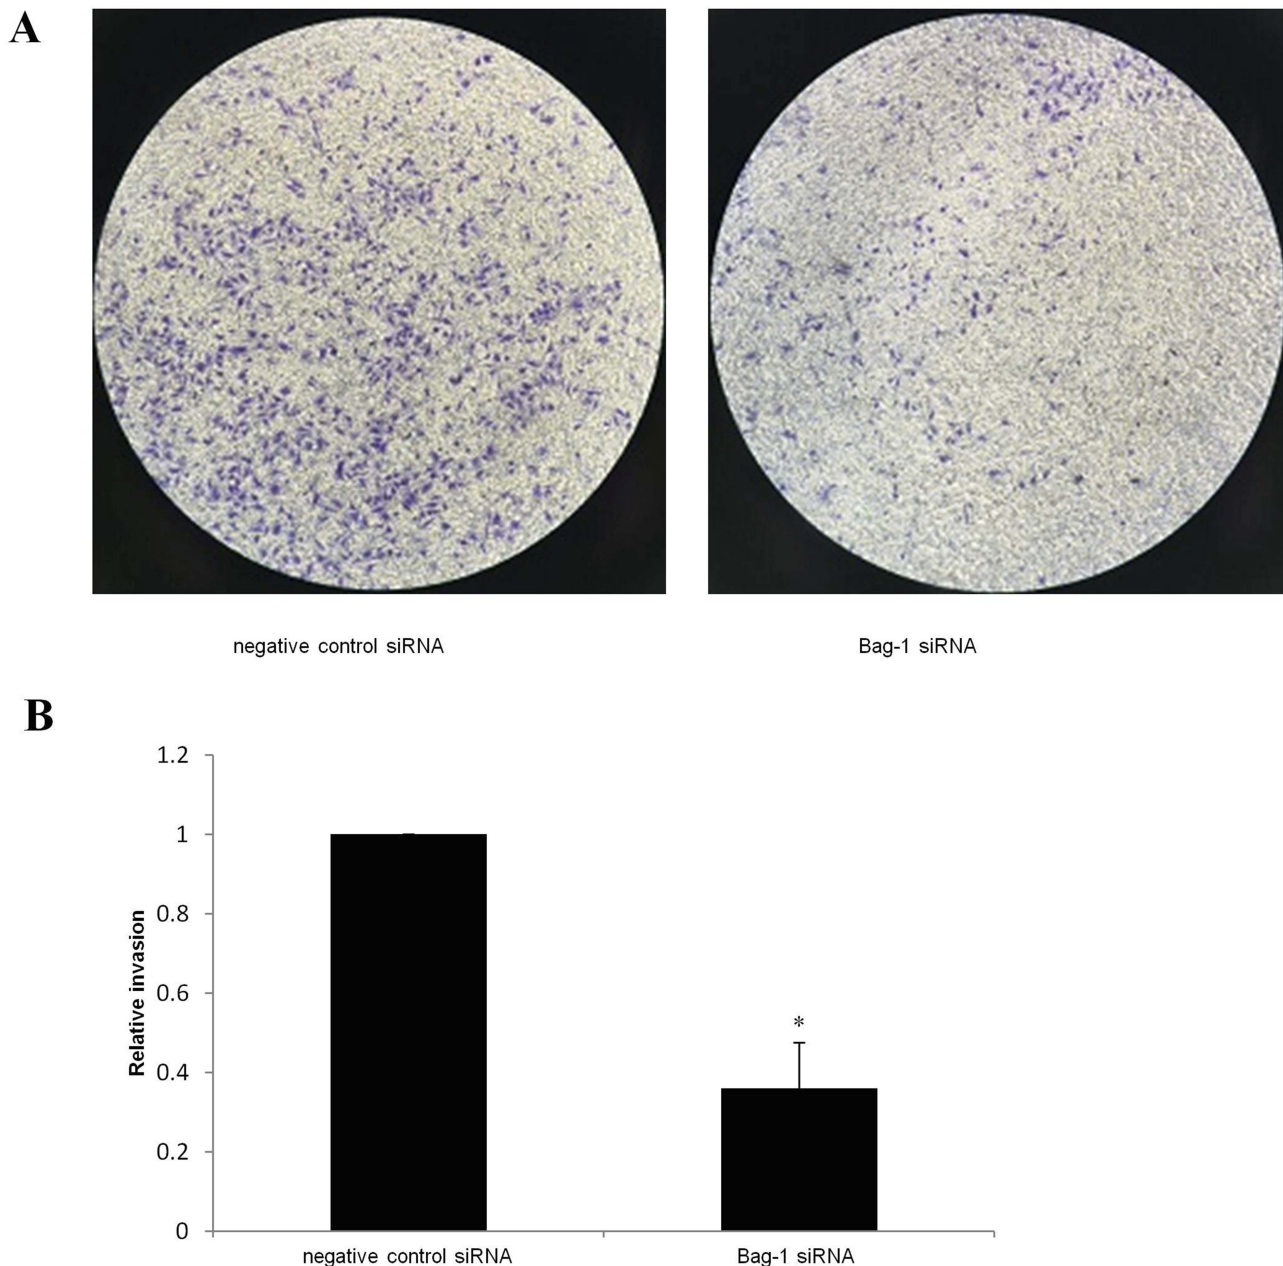 A
negative control siRNA
Bag-1 siRNA
B
1.2
1
0.8
0.6
0.4
0.2
0
Relative invasion
*
negative control siRNA
Bag-1 siRNA